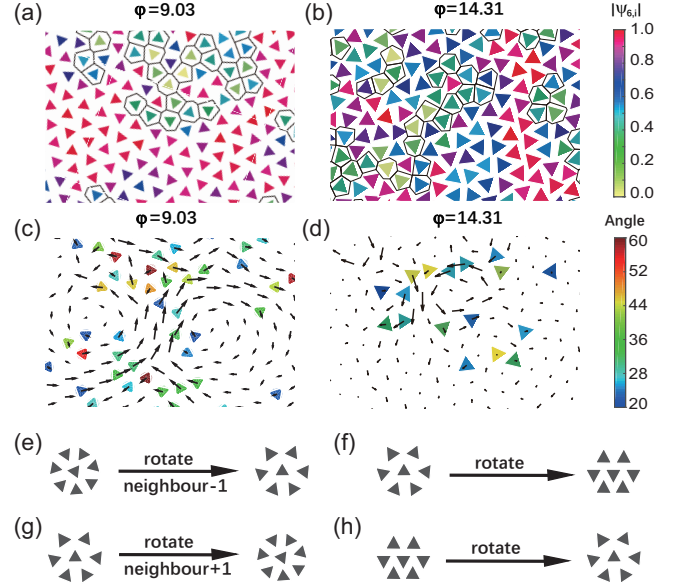 (a) φ=9.03
(b) φ=14.31
|Ψ6,i|
1.0
0.8
0.6
0.4
0.2
0.0
(c) φ=9.03
(d) φ=14.31
Angle
60
52
44
36
28
20
(e) rotate
neighbour-1
(f) rotate
(g) rotate
neighbour+1
(h) rotate